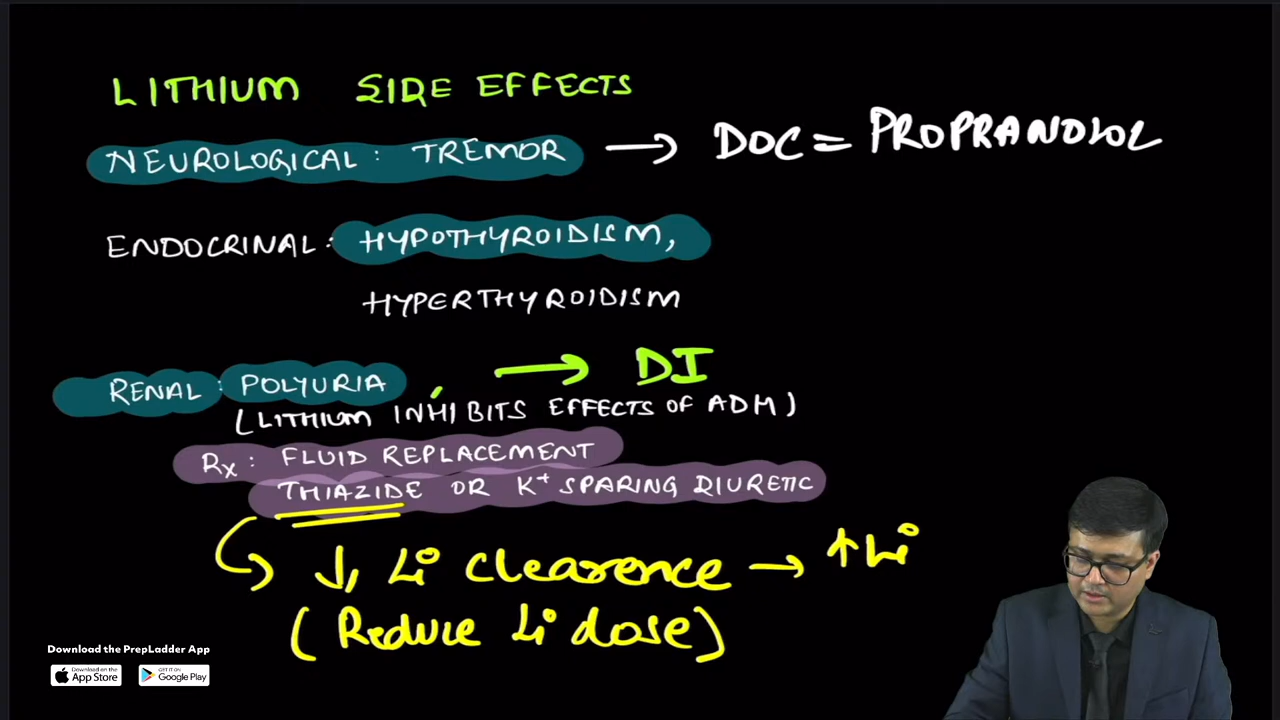 LITHIUM SIDE EFFECTS
NEUROLOGICAL: TREMOR → DOC = PROPRANOLOL
ENDOCRINAL: HYPOTHYROIDISM,
HYPERTHYROIDISM
RENAL: POLYURIA → DI
(LITHIUM INHIBITS EFFECTS OF ADH)
Rx: FLUID REPLACEMENT
THIAZIDE OR K+ SPARING DIURETIC
↓ Li clearence → ↑ Li
(Reduce Li dose)
Download the PrepLadder App
Download on the App Store
GET IT ON Google Play